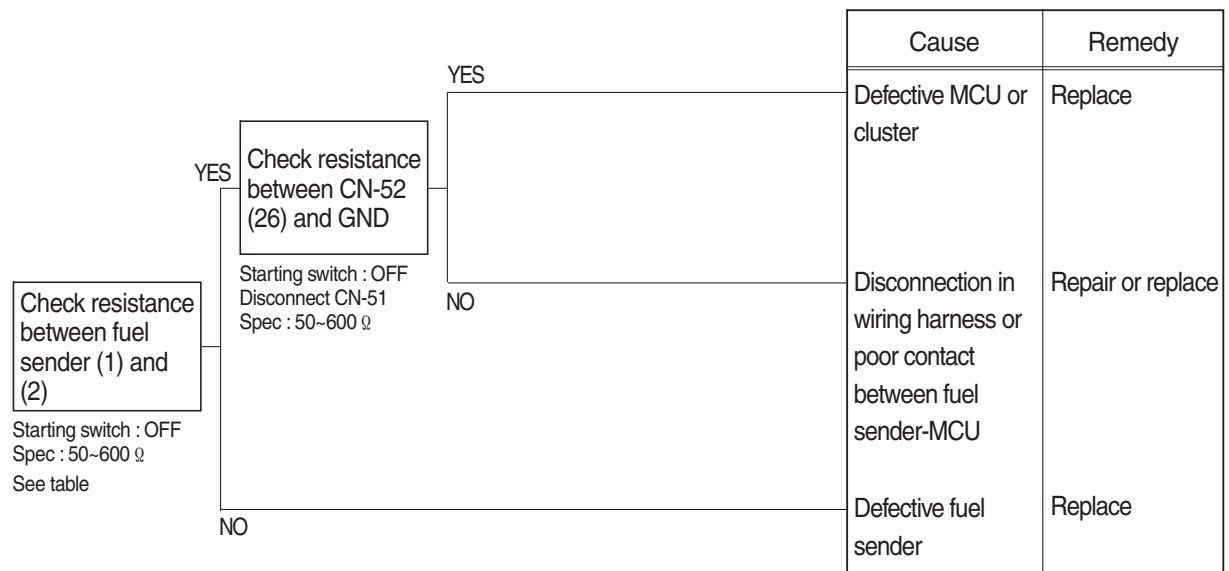 Cause Remedy
YES
Defective MCU or Replace
cluster
YES
Check resistance
between CN-52
(26) and GND
Starting switch : OFF
Disconnect CN-51
Spec : 50~600 Ω
NO
Disconnection in Repair or replace
wiring harness or
poor contact
between fuel
sender-MCU
Check resistance
between fuel
sender (1) and
(2)
Starting switch : OFF
Spec : 50~600 Ω
See table
NO
Defective fuel Replace
sender